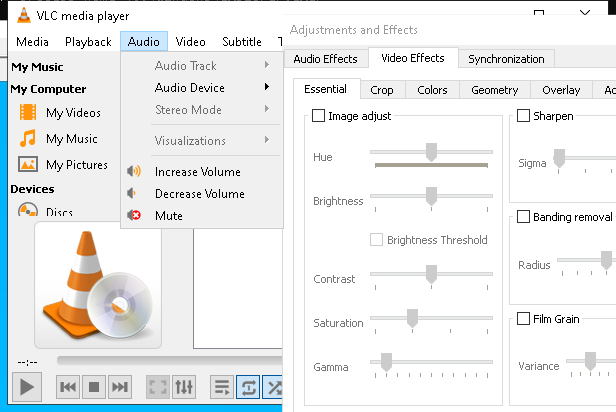 VLC media player
Media Playback Audio Video Subtitle
My Music
My Computer
My Videos
My Music
My Pictures
Devices
Discs
Audio Track
Audio Device
Stereo Mode
Visualizations
Increase Volume
Decrease Volume
Mute
--:--
Adjustments and Effects
Audio Effects Video Effects Synchronization
Essential Crop Colors Geometry Overlay
Image adjust
Hue
Brightness
Brightness Threshold
Contrast
Saturation
Gamma
Sharpen
Sigma
Banding removal
Radius
Film Grain
Variance